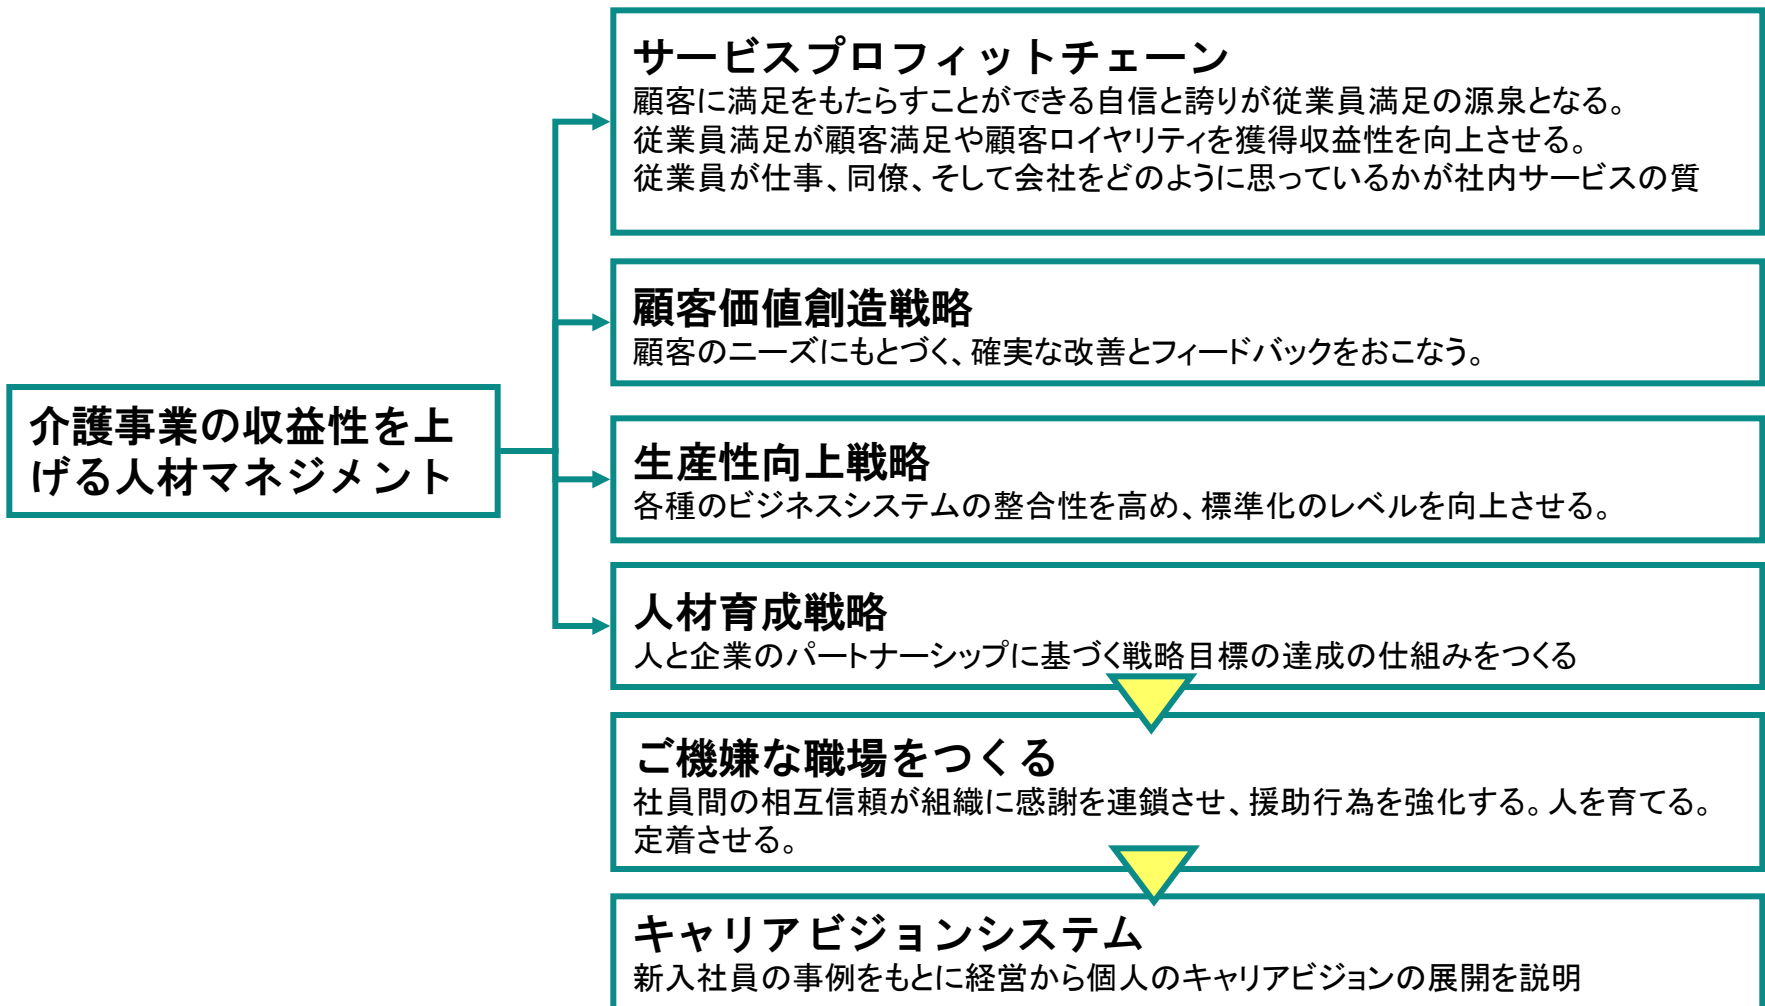 サービスプロフィットチェーン
顧客に満足をもたらすことができる自信と誇りが従業員満足の源泉となる。
従業員満足が顧客満足や顧客ロイヤリティを獲得収益性を向上させる。
従業員が仕事、同僚、そして会社をどのように思っているかが社内サービスの質
顧客価値創造戦略
顧客のニーズにもとづく、確実な改善とフィードバックをおこなう。
介護事業の収益性を上
げる人材マネジメント
生産性向上戦略
各種のビジネスシステムの整合性を高め、標準化のレベルを向上させる。
人材育成戦略
人と企業のパートナーシップに基づく戦略目標の達成の仕組みをつくる
ご機嫌な職場をつくる
社員間の相互信頼が組織に感謝を連鎖させ、援助行為を強化する。人を育てる。
定着させる。
キャリアビジョンシステム
新入社員の事例をもとに経営から個人のキャリアビジョンの展開を説明